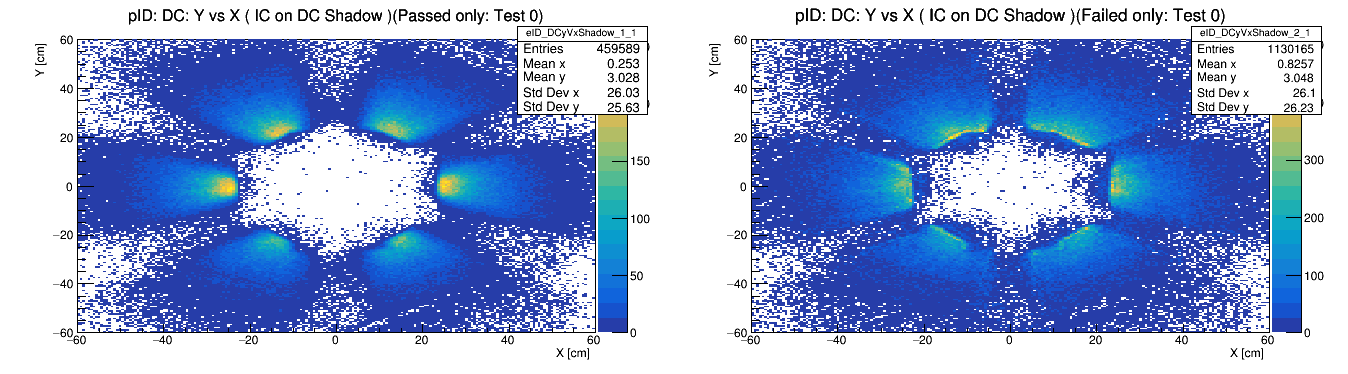 pID: DC: Y vs X ( IC on DC Shadow )(Passed only: Test 0)
eID_DCyVxShadow_1_1
Entries 459589
Mean x 0.253
Mean y 3.028
Std Dev x 26.03
Std Dev y 25.63
Y [cm]
60
40
20
0
−20
−40
−60
−60 −40 −20 0 20 40 60
X [cm]
150
100
50
0
pID: DC: Y vs X ( IC on DC Shadow )(Failed only: Test 0)
eID_DCyVxShadow_2_1
Entries 1130165
Mean x 0.8257
Mean y 3.048
Std Dev x 26.1
Std Dev y 26.23
Y [cm]
60
40
20
0
−20
−40
−60
−60 −40 −20 0 20 40 60
X [cm]
300
200
100
0